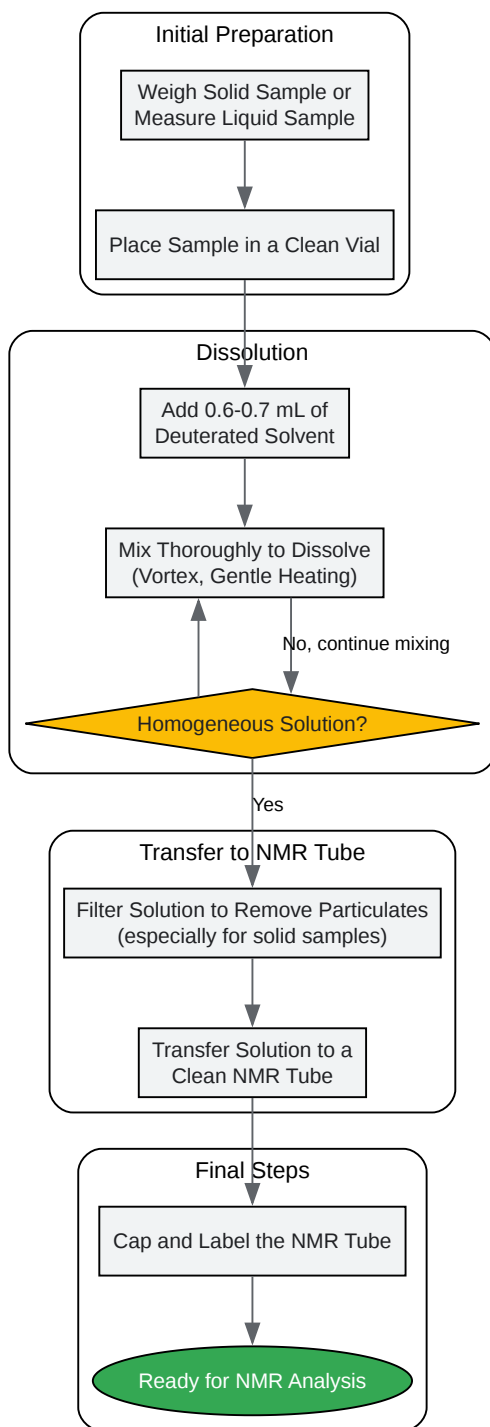 Initial Preparation
Weigh Solid Sample or
Measure Liquid Sample
Place Sample in a Clean Vial
Dissolution
Add 0.6-0.7 mL of
Deuterated Solvent
Mix Thoroughly to Dissolve
(Vortex, Gentle Heating)
No, continue mixing
Homogeneous Solution?
Yes
Transfer to NMR Tube
Filter Solution to Remove Particulates
(especially for solid samples)
Transfer Solution to a
Clean NMR Tube
Final Steps
Cap and Label the NMR Tube
Ready for NMR Analysis